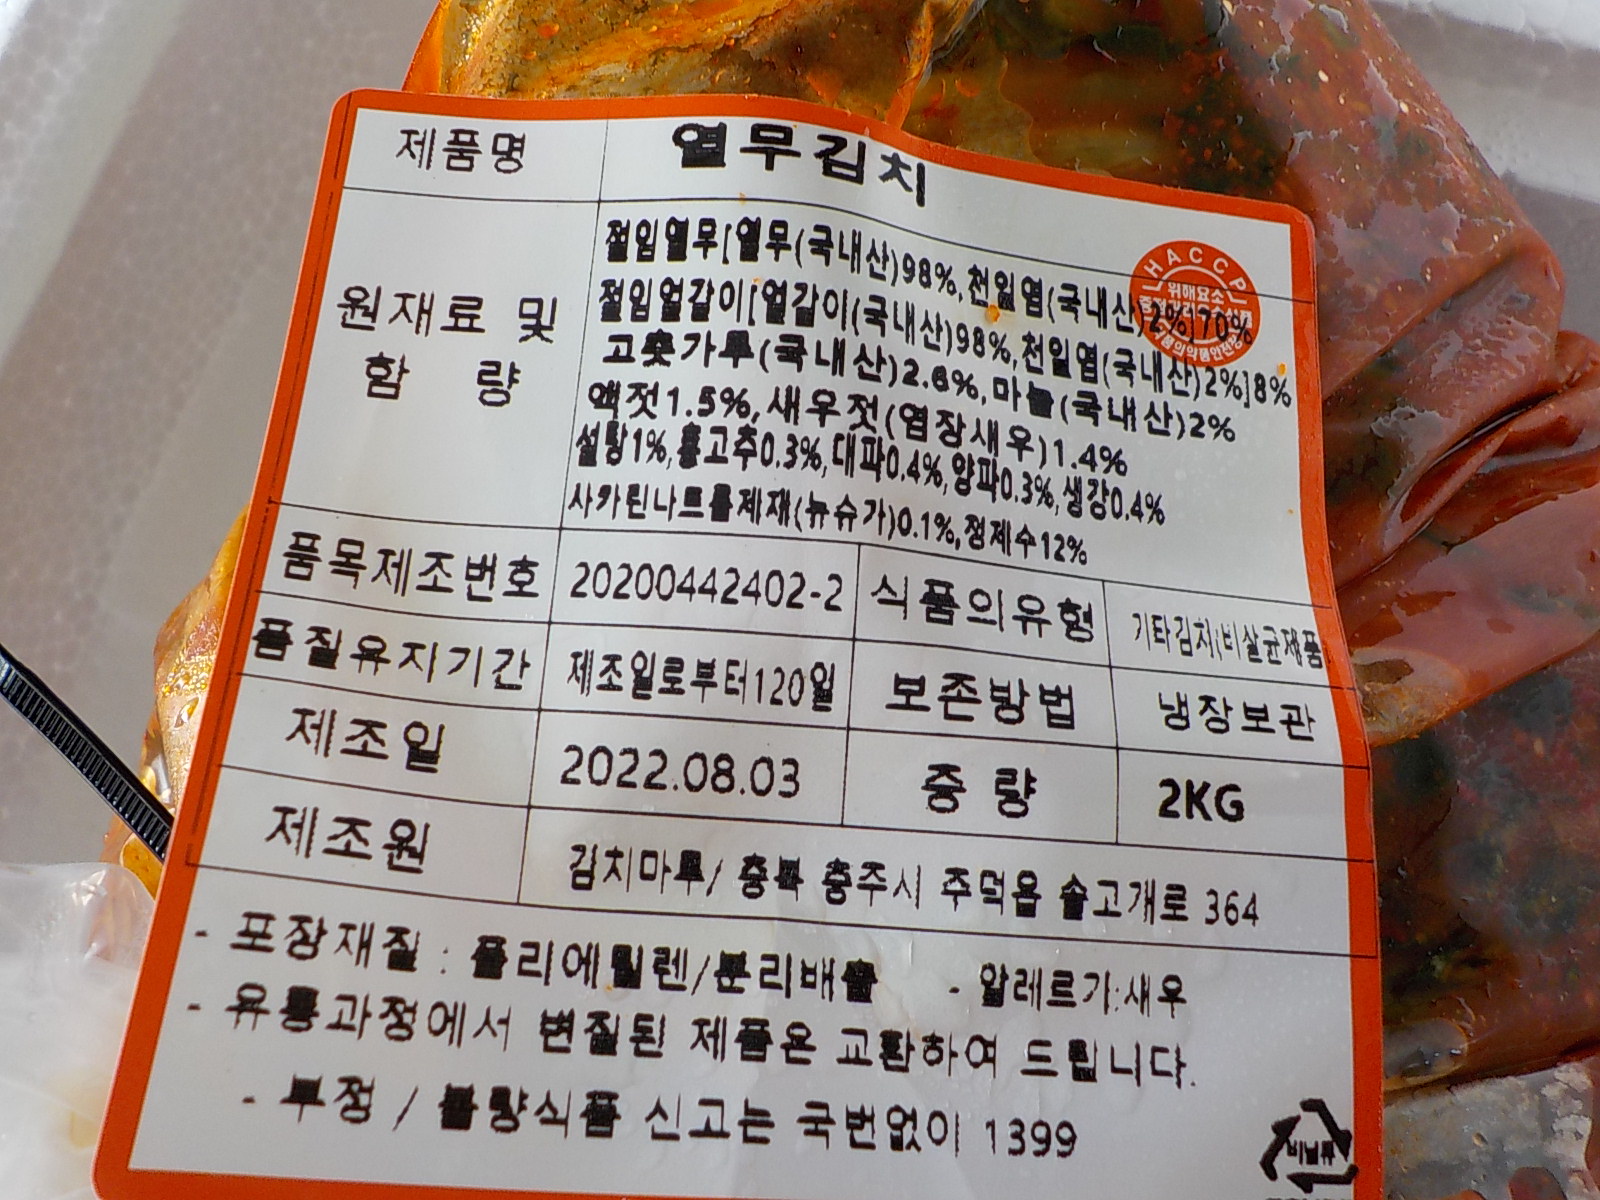 제품명 열무김치
원재료 및 함 량
절임열무[열무(국내산)98%,천일염(국내산)2%]70%
절임얼갈이[얼갈이(국내산)98%,천일염(국내산)2%]8%
고춧가루(국내산)2.6%,마늘(국내산)2%
액젓1.5%,새우젓(염장새우)1.4%
설탕1%,홍고추0.3%,대파0.4%,양파0.3%,생강0.4%
사카린나트륨제제(뉴슈가)0.1%,정제수12%
HACCP
위해요소
품목제조번호 20200442402-2 식품의유형 기타김치(비살균제품)
품질유지기간 제조일로부터120일 보존방법 냉장보관
제조일 2022.08.03 중 량 2KG
제조원 김치마루/ 충북 충주시 주덕읍 솔고개로 364
- 포장재질 : 폴리에틸렌/분리배출 - 알레르기:새우
- 유통과정에서 변질된 제품은 교환하여 드립니다.
- 부정 / 불량식품 신고는 국번없이 1399
비닐류